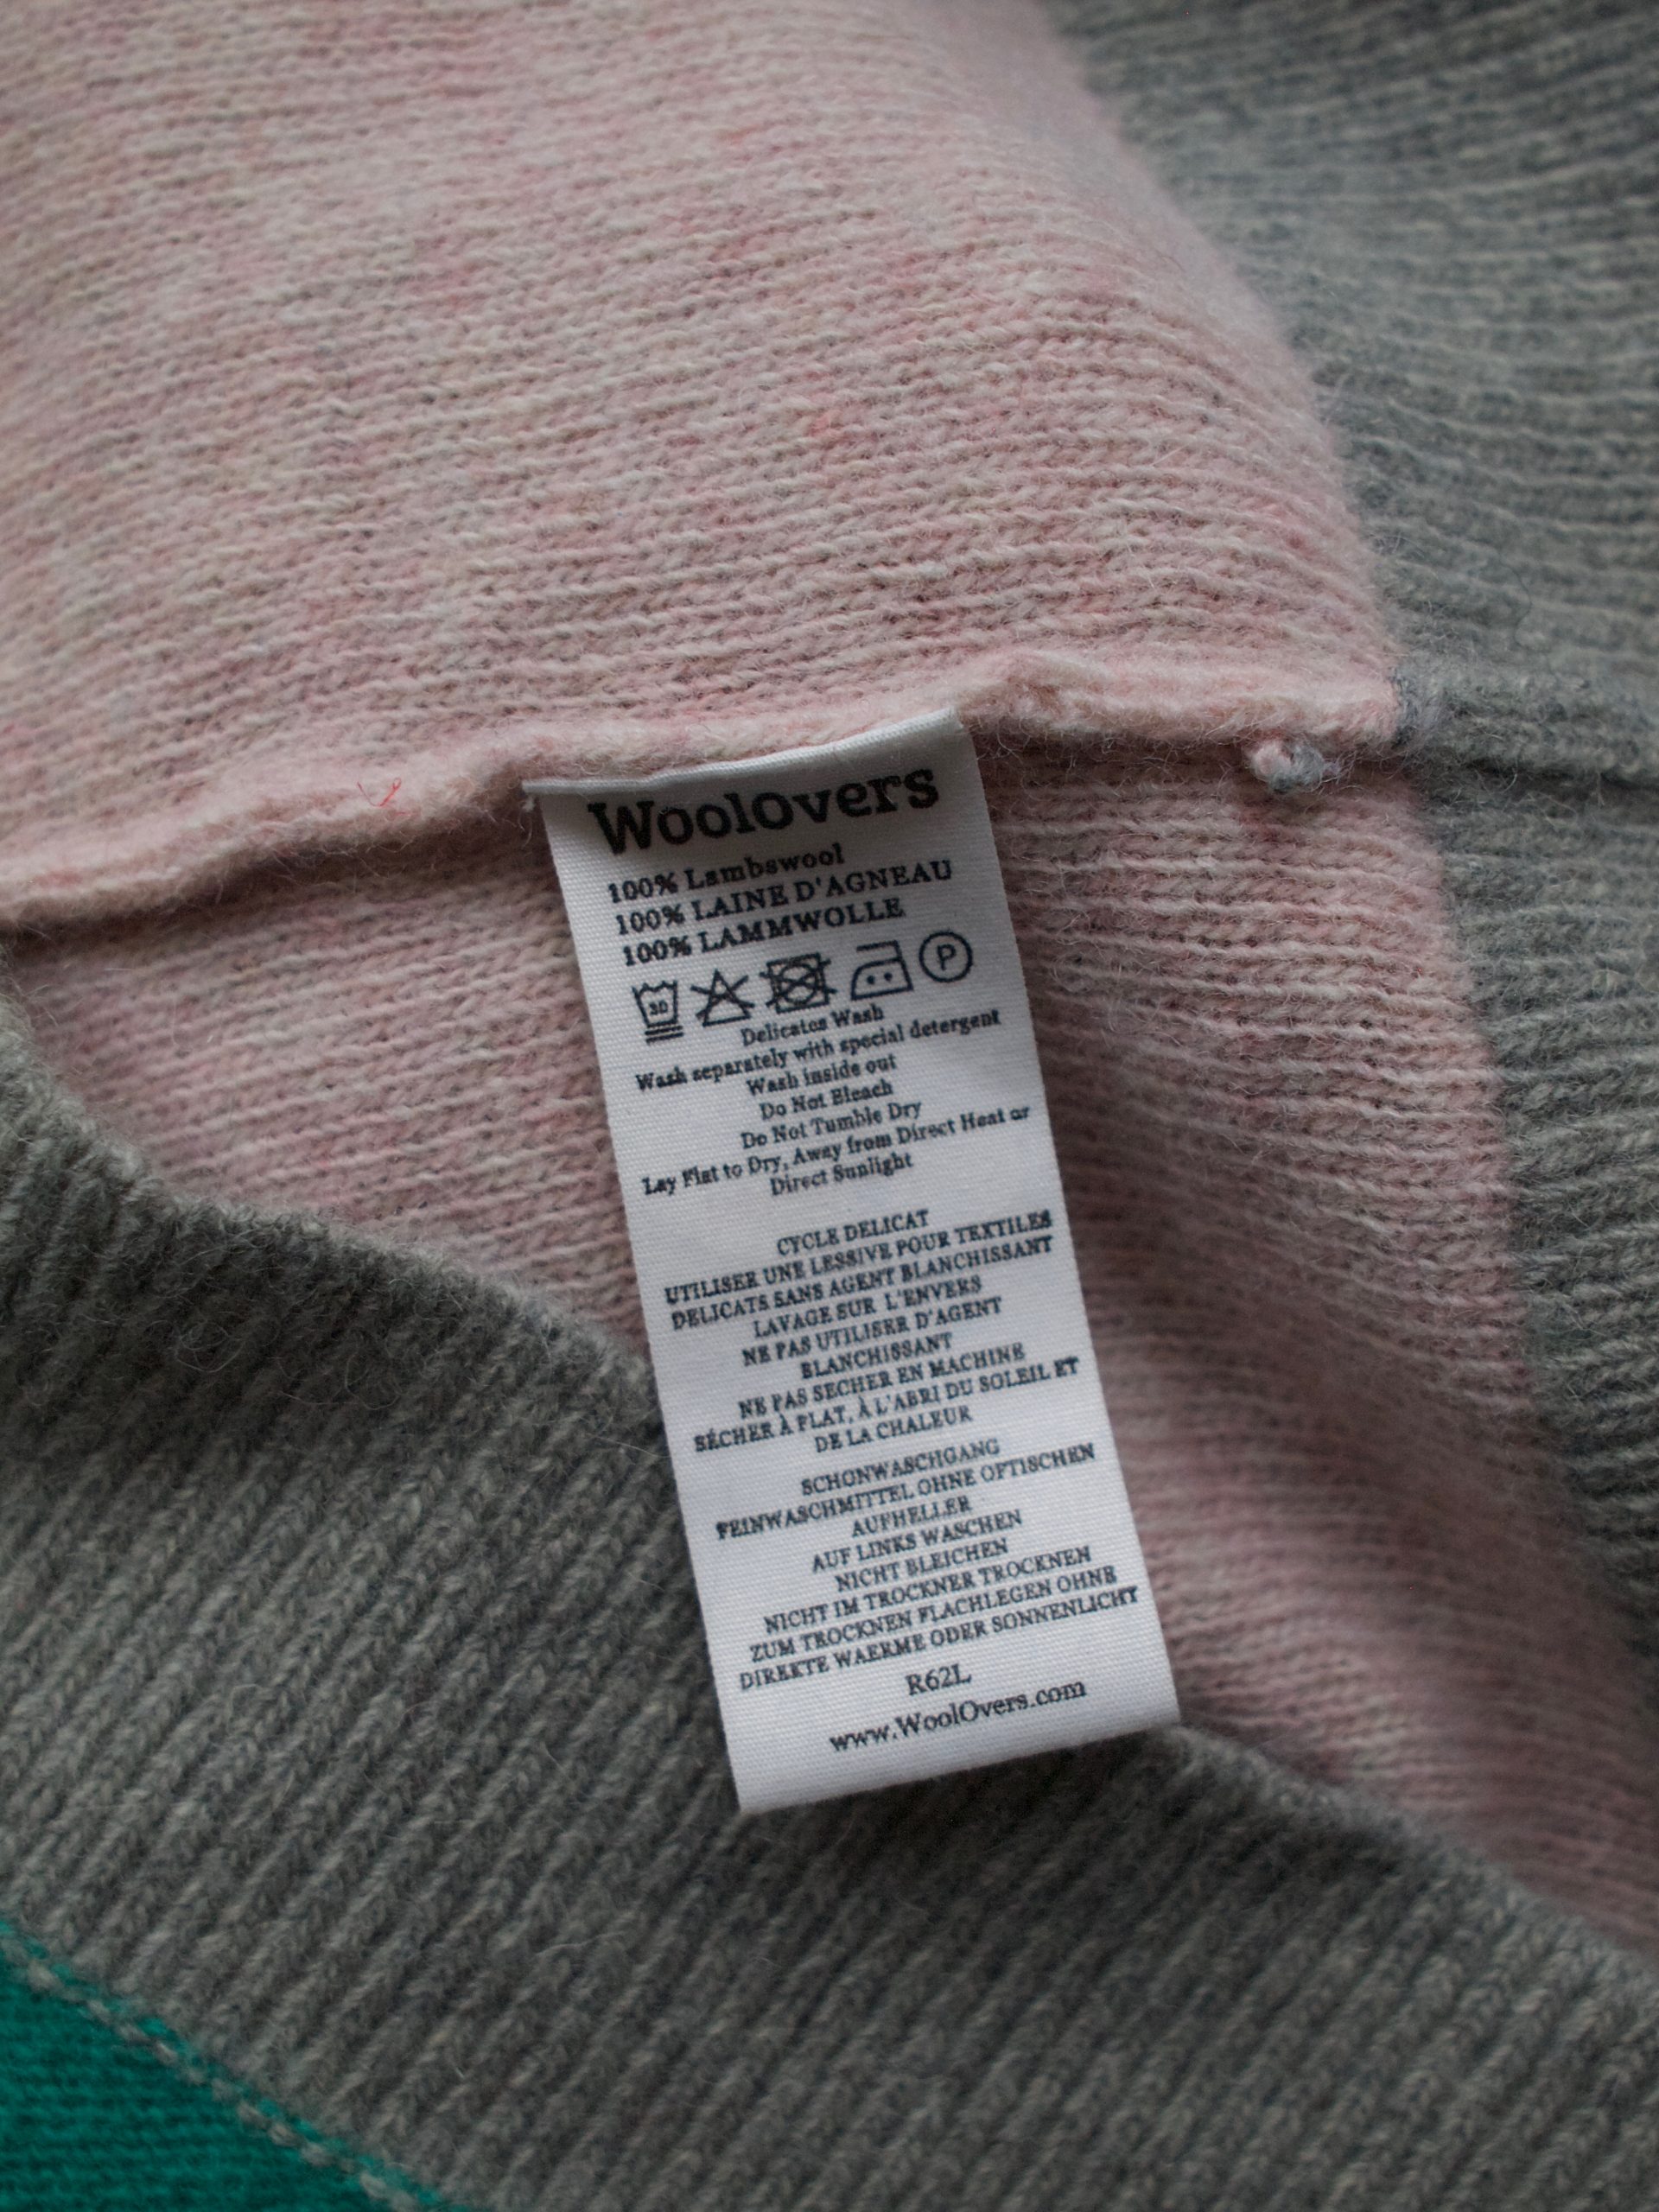 WoolOvers
100% Lambswool
100% LAINE D'AGNEAU
100% LAMMWOLLE
30 P
Delicates Wash
Wash separately with special detergent
Wash inside out
Do Not Bleach
Do Not Tumble Dry
Lay Flat to Dry, Away from Direct Heat or
Direct Sunlight
CYCLE DELICAT
UTILISER UNE LESSIVE POUR TEXTILES
DELICATS SANS AGENT BLANCHISSANT
LAVAGE SUR L'ENVERS
NE PAS UTILISER D'AGENT
BLANCHISSANT
NE PAS SECHER EN MACHINE
SÉCHER À PLAT, À L'ABRI DU SOLEIL ET
DE LA CHALEUR
SCHONWASCHGANG
FEINWASCHMITTEL OHNE OPTISCHEN
AUFHELLER
AUF LINKS WASCHEN
NICHT BLEICHEN
NICHT IM TROCKNER TROCKNEN
ZUM TROCKNEN FLACHLEGEN OHNE
DIREKTE WAERME ODER SONNENLICHT
R62L
www.WoolOvers.com